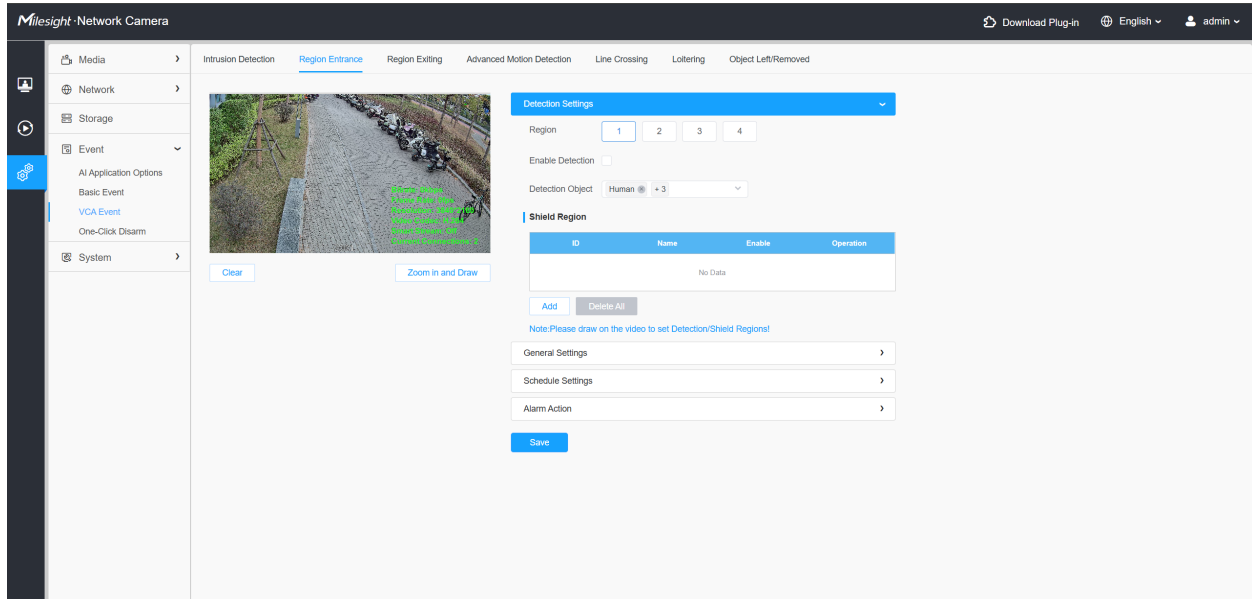 Milesight·Network Camera
Download Plug-in
English
admin
Media
Network
Storage
Event
AI Application Options
Basic Event
VCA Event
One-Click Disarm
System
Intrusion Detection Region Entrance Region Exiting Advanced Motion Detection Line Crossing Loitering Object Left/Removed
Clear
Zoom in and Draw
Detection Settings
Region 1 2 3 4
Enable Detection
Detection Object Human + 3
Shield Region
ID Name Enable Operation
No Data
Add Delete All
Note:Please draw on the video to set Detection/Shield Regions!
General Settings
Schedule Settings
Alarm Action
Save